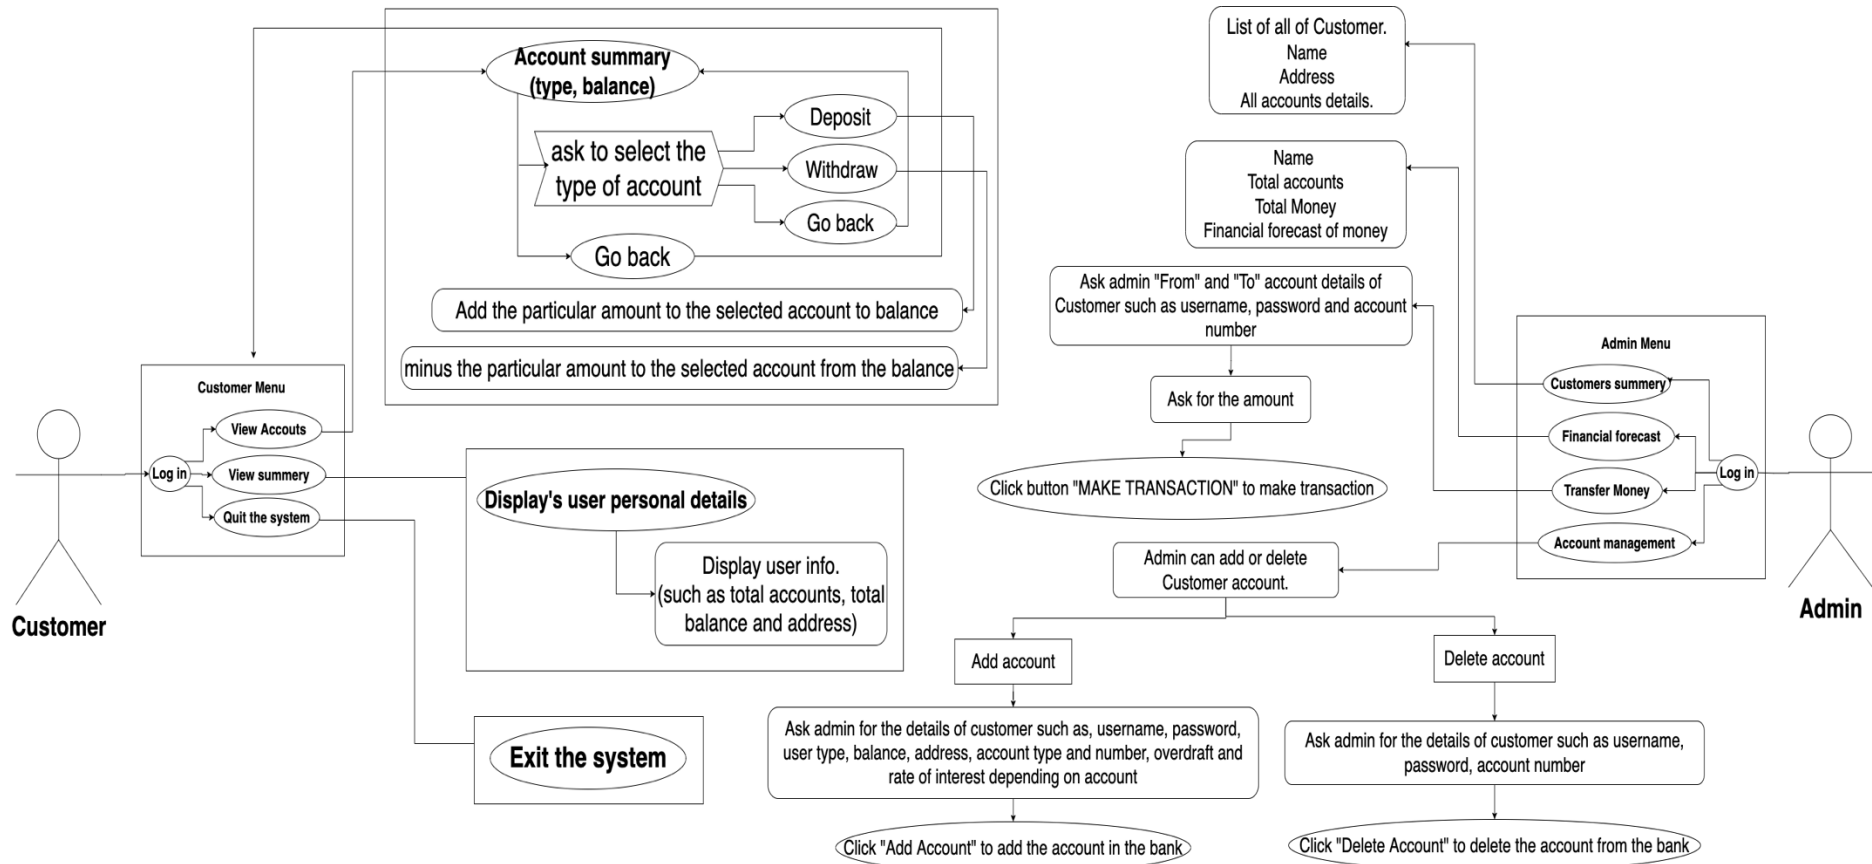 Account summary
(type, balance)
Deposit
ask to select the
type of account
Withdraw
Go back
Go back
Add the particular amount to the selected account to balance
minus the particular amount to the selected account from the balance
Customer Menu
View Accouts
Log in
View summery
Quit the system
Customer
Display's user personal details
Display user info.
(such as total accounts, total
balance and address)
Exit the system
List of all of Customer.
Name
Address
All accounts details.
Name
Total accounts
Total Money
Financial forecast of money
Ask admin "From" and "To" account details of
Customer such as username, password and account
number
Ask for the amount
Click button "MAKE TRANSACTION" to make transaction
Admin Menu
Customers summery
Financial forecast
Log in
Transfer Money
Account management
Admin
Admin can add or delete
Customer account.
Add account
Delete account
Ask admin for the details of customer such as, username, password,
user type, balance, address, account type and number, overdraft and
rate of interest depending on account
Ask admin for the details of customer such as username,
password, account number
Click "Add Account" to add the account in the bank
Click "Delete Account" to delete the account from the bank